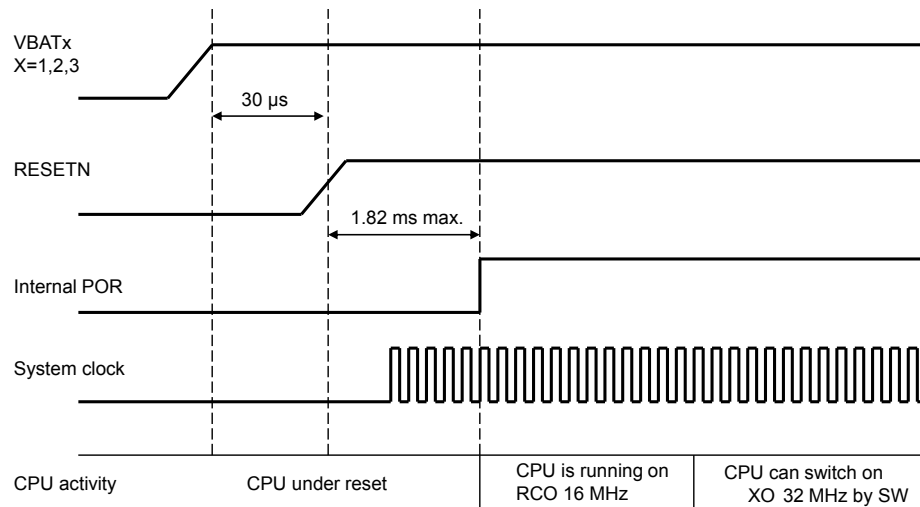 VBATx
X=1,2,3
30 µs
RESETN
1.82 ms max.
Internal POR
System clock
CPU activity
CPU under reset
CPU is running on
RCO 16 MHz
CPU can switch on
XO 32 MHz by SW